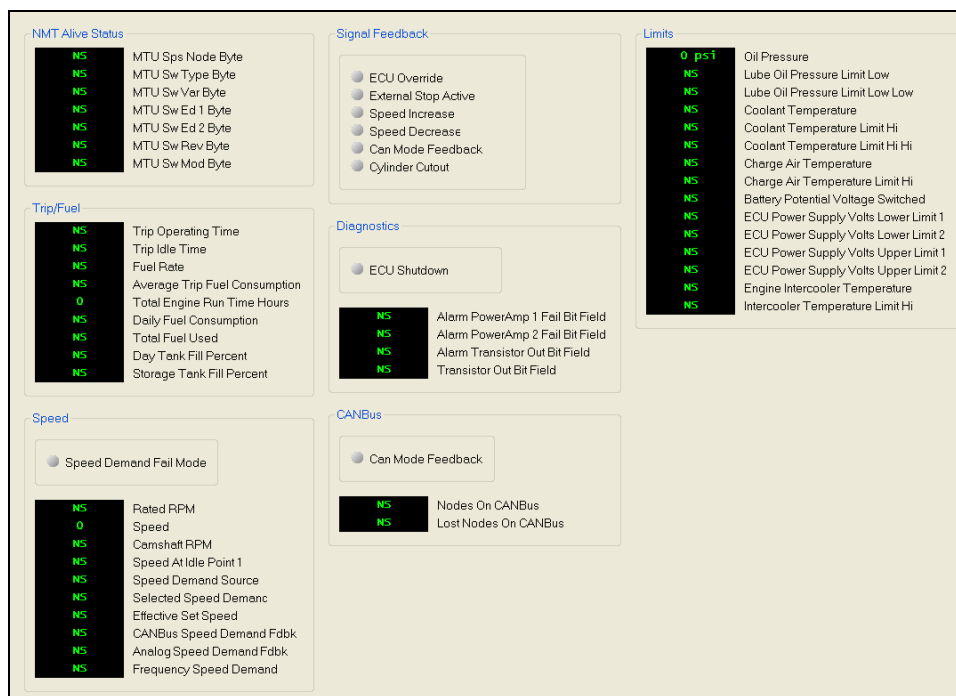 NMT Alive Status
NS MTU Sps Node Byte
NS MTU Sw Type Byte
NS MTU Sw Var Byte
NS MTU Sw Ed 1 Byte
NS MTU Sw Ed 2 Byte
NS MTU Sw Rev Byte
NS MTU Sw Mod Byte
Trip/Fuel
NS Trip Operating Time
NS Trip Idle Time
NS Fuel Rate
NS Average Trip Fuel Consumption
0 Total Engine Run Time Hours
NS Daily Fuel Consumption
NS Total Fuel Used
NS Day Tank Fill Percent
NS Storage Tank Fill Percent
Speed
Speed Demand Fail Mode
NS Rated RPM
0 Speed
NS Camshaft RPM
NS Speed At Idle Point 1
NS Speed Demand Source
NS Selected Speed Demanc
NS Effective Set Speed
NS CANBus Speed Demand Fdbk
NS Analog Speed Demand Fdbk
NS Frequency Speed Demand
Signal Feedback
ECU Override
External Stop Active
Speed Increase
Speed Decrease
Can Mode Feedback
Cylinder Cutout
Diagnostics
ECU Shutdown
NS Alarm PowerAmp 1 Fail Bit Field
NS Alarm PowerAmp 2 Fail Bit Field
NS Alarm Transistor Out Bit Field
NS Transistor Out Bit Field
CANBus
Can Mode Feedback
NS Nodes On CANBus
NS Lost Nodes On CANBus
Limits
0 psi Oil Pressure
NS Lube Oil Pressure Limit Low
NS Lube Oil Pressure Limit Low Low
NS Coolant Temperature
NS Coolant Temperature Limit Hi
NS Coolant Temperature Limit Hi Hi
NS Charge Air Temperature
NS Charge Air Temperature Limit Hi
NS Battery Potential Voltage Switched
NS ECU Power Supply Volts Lower Limit 1
NS ECU Power Supply Volts Lower Limit 2
NS ECU Power Supply Volts Upper Limit 1
NS ECU Power Supply Volts Upper Limit 2
NS Engine Intercooler Temperature
NS Intercooler Temperature Limit Hi